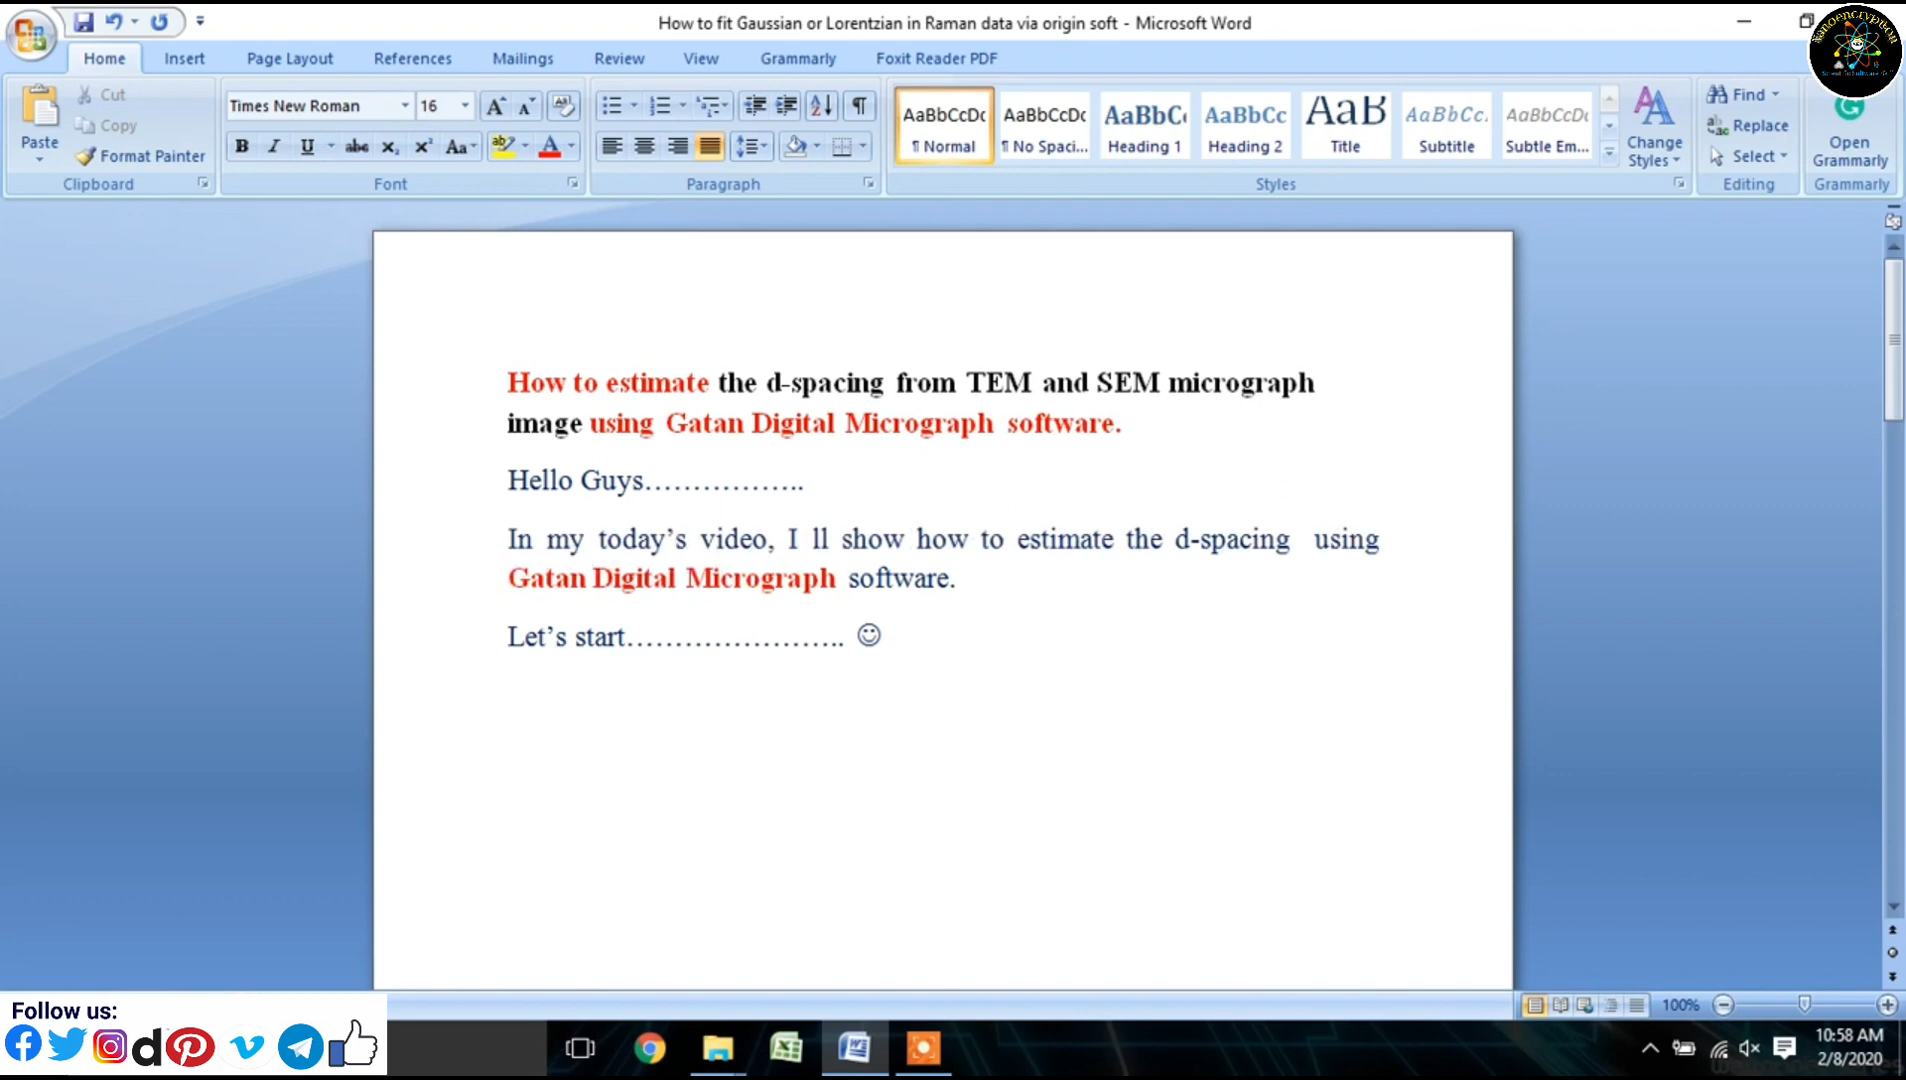 How to fit Gaussian or Lorentzian in Raman data via origin soft - Microsoft Word
Home Insert Page Layout References Mailings Review View Grammarly Foxit Reader PDF
Paste
Cut
Copy
Format Painter
Clipboard
Times New Roman 16
Font
Paragraph
AaBbCcDc AaBbCcDc AaBbC AaBbCc AaB AaBbCc. AaBbCcDc
¶ Normal ¶ No Spaci... Heading 1 Heading 2 Title Subtitle Subtle Em...
Change Styles
Styles
Find
Replace
Select
Editing
Open Grammarly
Grammarly
How to estimate the d-spacing from TEM and SEM micrograph
image using Gatan Digital Micrograph software.
Hello Guys……………..
In my today’s video, I ll show how to estimate the d-spacing using
Gatan Digital Micrograph software.
Let’s start…………………….. ☺
100%
Follow us:
10:58 AM
2/8/2020